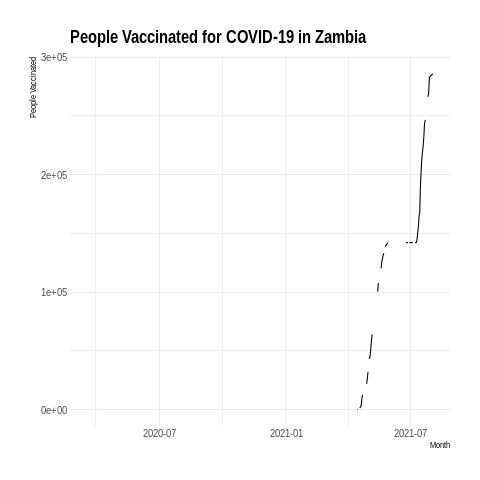 People Vaccinated for COVID-19 in Zambia
People Vaccinated
3e+05
2e+05
1e+05
0e+00
2020-07 2021-01 2021-07
Month